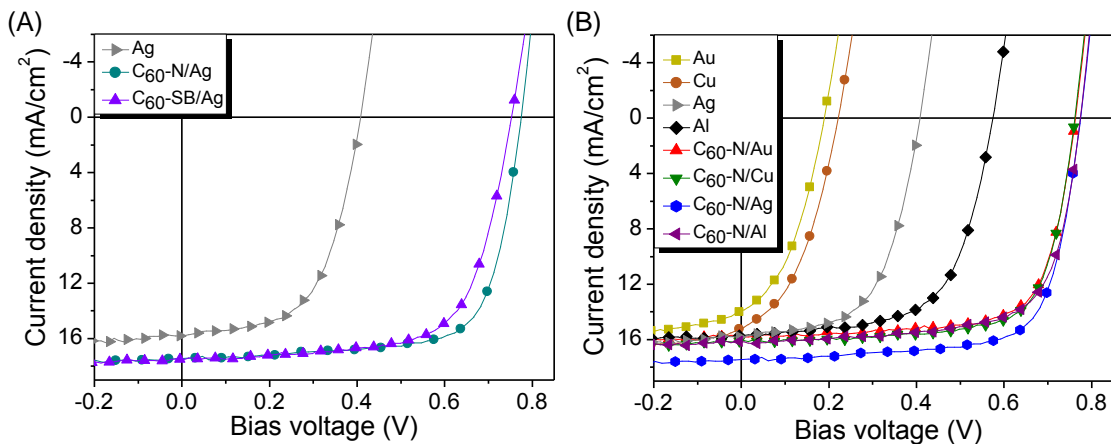 (A)
Current density (mA/cm²)
-4
0
4
8
12
16
Ag
C₆₀-N/Ag
C₆₀-SB/Ag
-0.2 0.0 0.2 0.4 0.6 0.8
Bias voltage (V)
(B)
Current density (mA/cm²)
-4
0
4
8
12
16
Au
Cu
Ag
Al
C₆₀-N/Au
C₆₀-N/Cu
C₆₀-N/Ag
C₆₀-N/Al
-0.2 0.0 0.2 0.4 0.6 0.8
Bias voltage (V)